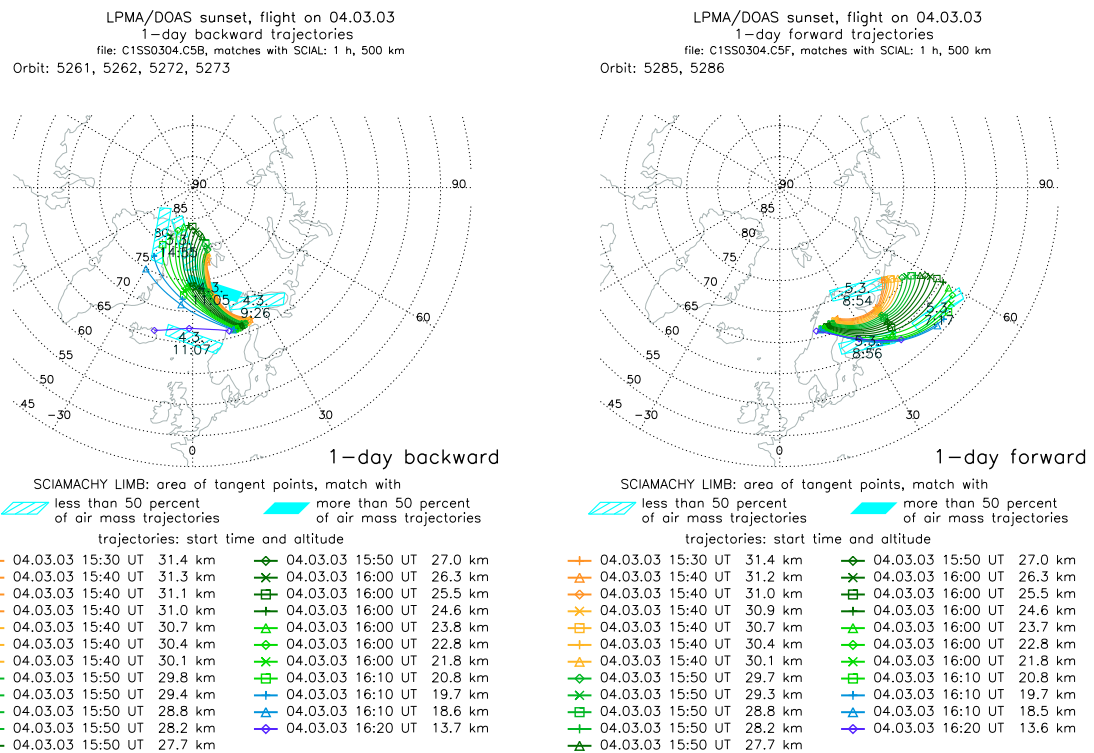 LPMA/DOAS sunset, flight on 04.03.03
1-day backward trajectories
file: C1SS0304.C5B, matches with SCIAL: 1 h, 500 km
Orbit: 5261, 5262, 5272, 5273
90
90
85
80
75
70
65
60
55
50
45
-30
0
30
60
3.3.
14:55
3.
1:05
4.3.
9:26
4.3.
11:07
1-day backward
SCIAMACHY LIMB: area of tangent points, match with
less than 50 percent
of air mass trajectories
more than 50 percent
of air mass trajectories
trajectories: start time and altitude
04.03.03 15:30 UT 31.4 km
04.03.03 15:40 UT 31.3 km
04.03.03 15:40 UT 31.1 km
04.03.03 15:40 UT 31.0 km
04.03.03 15:40 UT 30.7 km
04.03.03 15:40 UT 30.4 km
04.03.03 15:40 UT 30.1 km
04.03.03 15:50 UT 29.8 km
04.03.03 15:50 UT 29.4 km
04.03.03 15:50 UT 28.8 km
04.03.03 15:50 UT 28.2 km
04.03.03 15:50 UT 27.7 km
04.03.03 15:50 UT 27.0 km
04.03.03 16:00 UT 26.3 km
04.03.03 16:00 UT 25.5 km
04.03.03 16:00 UT 24.6 km
04.03.03 16:00 UT 23.8 km
04.03.03 16:00 UT 22.8 km
04.03.03 16:00 UT 21.8 km
04.03.03 16:10 UT 20.8 km
04.03.03 16:10 UT 19.7 km
04.03.03 16:10 UT 18.6 km
04.03.03 16:20 UT 13.7 km
LPMA/DOAS sunset, flight on 04.03.03
1-day forward trajectories
file: C1SS0304.C5F, matches with SCIAL: 1 h, 500 km
Orbit: 5285, 5286
90
90
85
80
75
70
65
60
55
50
45
-30
0
30
60
5.3.
8:54
5.3.
5.3.
8:56
1-day forward
SCIAMACHY LIMB: area of tangent points, match with
less than 50 percent
of air mass trajectories
more than 50 percent
of air mass trajectories
trajectories: start time and altitude
04.03.03 15:30 UT 31.4 km
04.03.03 15:40 UT 31.2 km
04.03.03 15:40 UT 31.0 km
04.03.03 15:40 UT 30.9 km
04.03.03 15:40 UT 30.7 km
04.03.03 15:40 UT 30.4 km
04.03.03 15:40 UT 30.1 km
04.03.03 15:50 UT 29.7 km
04.03.03 15:50 UT 29.3 km
04.03.03 15:50 UT 28.8 km
04.03.03 15:50 UT 28.2 km
04.03.03 15:50 UT 27.7 km
04.03.03 15:50 UT 27.0 km
04.03.03 16:00 UT 26.3 km
04.03.03 16:00 UT 25.5 km
04.03.03 16:00 UT 24.6 km
04.03.03 16:00 UT 23.7 km
04.03.03 16:00 UT 22.8 km
04.03.03 16:00 UT 21.8 km
04.03.03 16:10 UT 20.8 km
04.03.03 16:10 UT 19.7 km
04.03.03 16:10 UT 18.5 km
04.03.03 16:20 UT 13.6 km